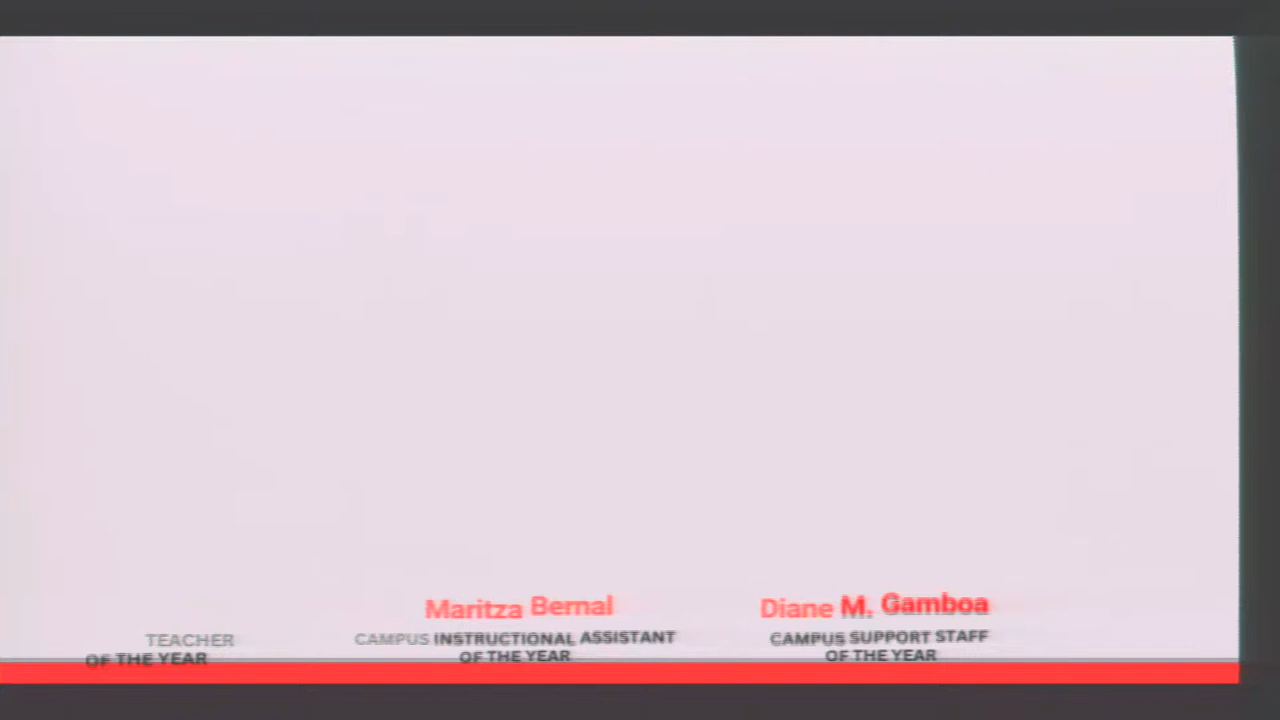 Maritza Bernal
Diane M. Gamboa
TEACHER
OF THE YEAR
CAMPUS INSTRUCTIONAL ASSISTANT
OF THE YEAR
CAMPUS SUPPORT STAFF
OF THE YEAR